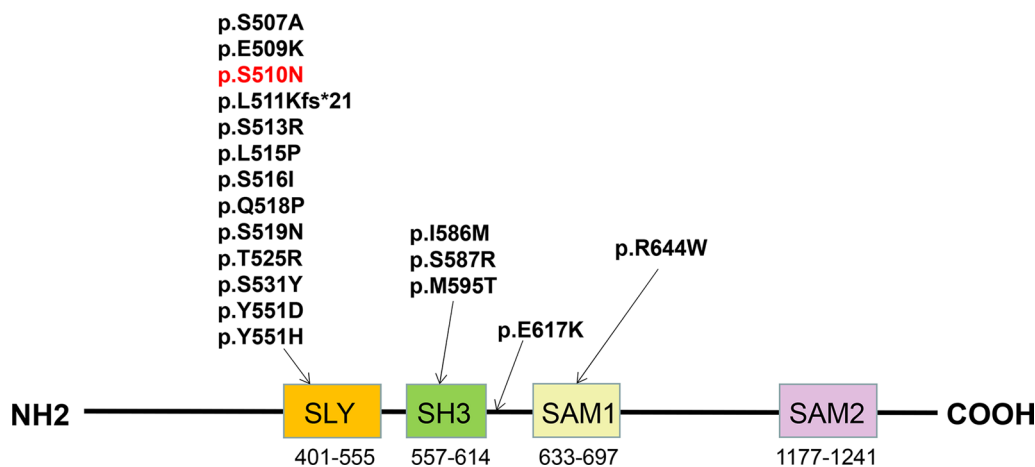 p.S507A
p.E509K
p.S510N
p.L511Kfs*21
p.S513R
p.L515P
p.S516I
p.Q518P
p.S519N
p.T525R
p.S531Y
p.Y551D
p.Y551H
p.I586M
p.S587R
p.M595T
p.E617K
p.R644W
NH2
SLY
SH3
SAM1
SAM2
COOH
401-555
557-614
633-697
1177-1241